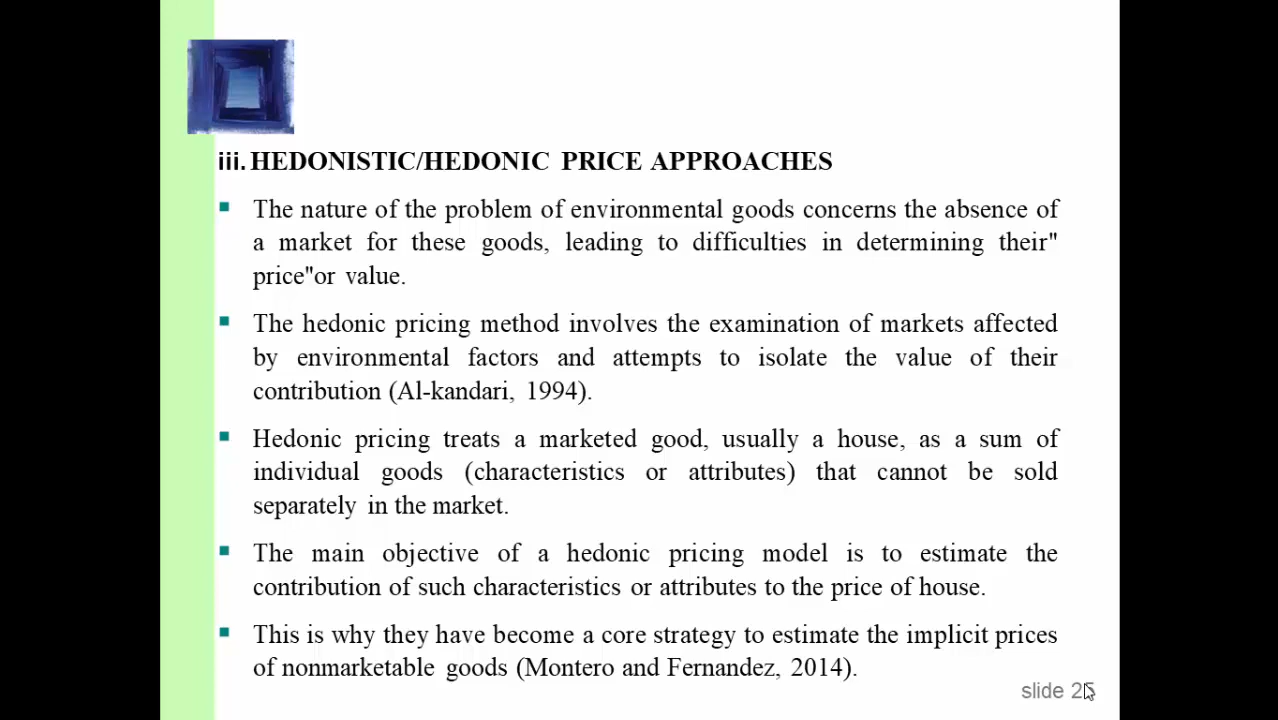 iii. HEDONISTIC/HEDONIC PRICE APPROACHES
The nature of the problem of environmental goods concerns the absence of
a market for these goods, leading to difficulties in determining their"
price"or value.
The hedonic pricing method involves the examination of markets affected
by environmental factors and attempts to isolate the value of their
contribution (Al-kandari, 1994).
Hedonic pricing treats a marketed good, usually a house, as a sum of
individual goods (characteristics or attributes) that cannot be sold
separately in the market.
The main objective of a hedonic pricing model is to estimate the
contribution of such characteristics or attributes to the price of house.
This is why they have become a core strategy to estimate the implicit prices
of nonmarketable goods (Montero and Fernandez, 2014).
slide 25